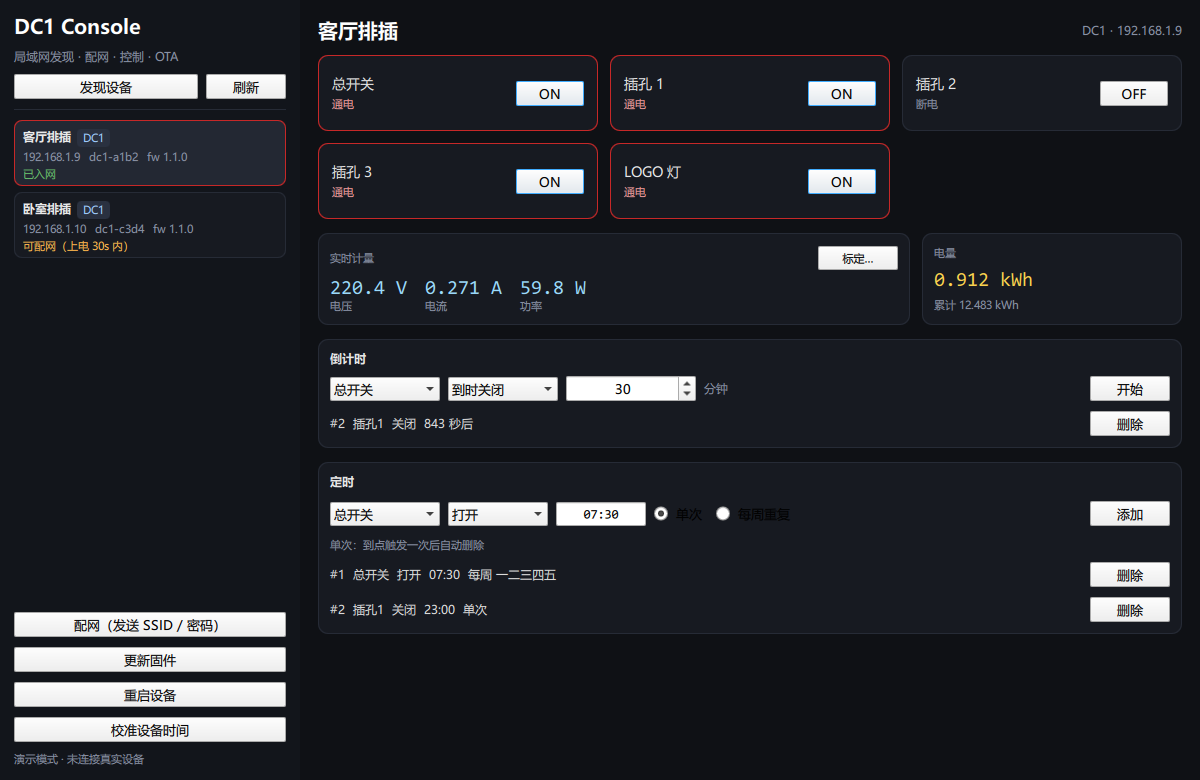 DC1 Console
局域网发现 · 配网 · 控制 · OTA
发现设备 刷新
客厅排插 DC1
192.168.1.9 dc1-a1b2 fw 1.1.0
已入网
卧室排插 DC1
192.168.1.10 dc1-c3d4 fw 1.1.0
可配网（上电 30s 内）
配网（发送 SSID / 密码）
更新固件
重启设备
校准设备时间
演示模式 · 未连接真实设备
客厅排插 DC1 · 192.168.1.9
总开关
通电
ON
插孔 1
通电
ON
插孔 2
断电
OFF
插孔 3
通电
ON
LOGO 灯
通电
ON
实时计量 标定...
220.4 V 0.271 A 59.8 W
电压 电流 功率
电量
0.912 kWh
累计 12.483 kWh
倒计时
总开关 到时关闭 30 分钟 开始
#2 插孔1 关闭 843 秒后 删除
定时
总开关 打开 07:30 单次 每周重复 添加
单次：到点触发一次后自动删除
#1 总开关 打开 07:30 每周 一二三四五 删除
#2 插孔1 关闭 23:00 单次 删除